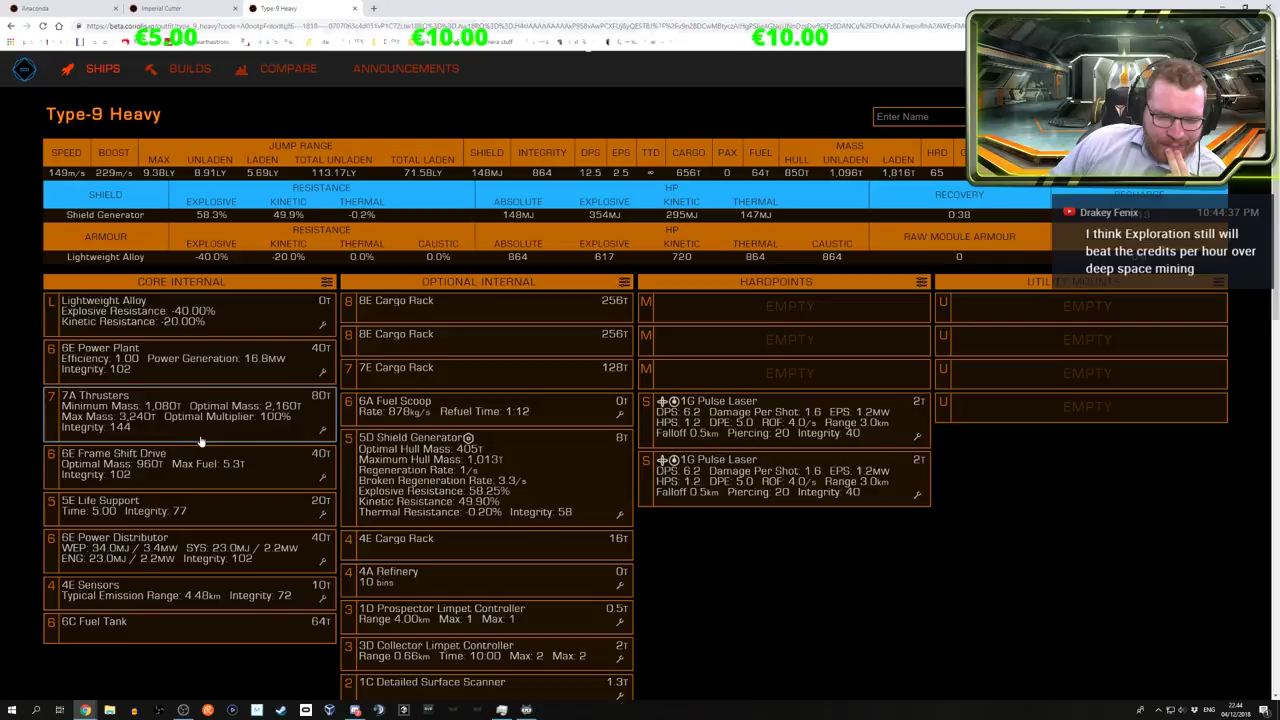 Anaconda
Imperial Cutter
Type-9 Heavy
€5.00
€10.00
€10.00
SHIPS
BUILDS
COMPARE
ANNOUNCEMENTS
Type-9 Heavy
Enter Name
SPEED BOOST JUMP RANGE SHIELD INTEGRITY DPS EPS TTD CARGO PAX FUEL MASS HRD
MAX UNLADEN LADEN TOTAL UNLADEN TOTAL LADEN HULL UNLADEN LADEN
149m/s 229m/s 9.38LY 8.91LY 5.69LY 113.17LY 71.58LY 148MJ 864 12.5 2.5 ∞ 656T 0 64T 850T 1,096T 1,816T 65
SHIELD RESISTANCE HP RECOVERY RECHARGE
EXPLOSIVE KINETIC THERMAL ABSOLUTE EXPLOSIVE KINETIC THERMAL
Shield Generator 58.3% 49.9% -0.2% 148MJ 354MJ 295MJ 147MJ 0:38
ARMOUR RESISTANCE HP RAW MODULE ARMOUR
EXPLOSIVE KINETIC THERMAL CAUSTIC ABSOLUTE EXPLOSIVE KINETIC THERMAL CAUSTIC
Lightweight Alloy -40.0% -20.0% 0.0% 0.0% 864 617 720 864 864 0
Drakey Fenix 10:44:37 PM
I think Exploration still will
beat the credits per hour over
deep space mining
CORE INTERNAL
L Lightweight Alloy 0T
Explosive Resistance: -40.00%
Kinetic Resistance: -20.00%
6 6E Power Plant 40T
Efficiency: 1.00 Power Generation: 16.8MW
Integrity: 102
7 7A Thrusters 80T
Minimum Mass: 1,080T Optimal Mass: 2,160T
Max Mass: 3,240T Optimal Multiplier: 100%
Integrity: 144
6 6E Frame Shift Drive 40T
Optimal Mass: 960T Max Fuel: 5.3T
Integrity: 102
5 5E Life Support 20T
Time: 5:00 Integrity: 77
6 6E Power Distributor 40T
WEP: 34.0MJ / 3.4MW SYS: 23.0MJ / 2.2MW
ENG: 23.0MJ / 2.2MW Integrity: 102
4 4E Sensors 10T
Typical Emission Range: 4.48km Integrity: 72
6 6C Fuel Tank 64T
OPTIONAL INTERNAL
8 8E Cargo Rack 256T
8 8E Cargo Rack 256T
7 7E Cargo Rack 128T
6 6A Fuel Scoop 0T
Rate: 878kg/s Refuel Time: 1:12
5 5D Shield Generator 8T
Optimal Hull Mass: 405T
Maximum Hull Mass: 1,013T
Regeneration Rate: 1/s
Broken Regeneration Rate: 3.3/s
Explosive Resistance: 58.25%
Kinetic Resistance: 49.90%
Thermal Resistance: -0.20% Integrity: 58
4 4E Cargo Rack 16T
4 4A Refinery 0T
10 bins
3 1D Prospector Limpet Controller 0.5T
Range 4.00km Max: 1 Max: 1
3 3D Collector Limpet Controller 2T
Range 0.66km Time: 10:00 Max: 2 Max: 2
2 1C Detailed Surface Scanner 1.3T
HARDPOINTS
M EMPTY
M EMPTY
M EMPTY
S 1G Pulse Laser 2T
DPS: 6.2 Damage Per Shot: 1.6 EPS: 1.2MW
HPS: 1.2 DPE: 5.0 ROF: 4.0/s Range 3.0km
Falloff 0.5km Piercing: 20 Integrity: 40
S 1G Pulse Laser 2T
DPS: 6.2 Damage Per Shot: 1.6 EPS: 1.2MW
HPS: 1.2 DPE: 5.0 ROF: 4.0/s Range 3.0km
Falloff 0.5km Piercing: 20 Integrity: 40
UTILITY MOUNTS
U EMPTY
U EMPTY
U EMPTY
U EMPTY
ENG
22.44
04/12/2018